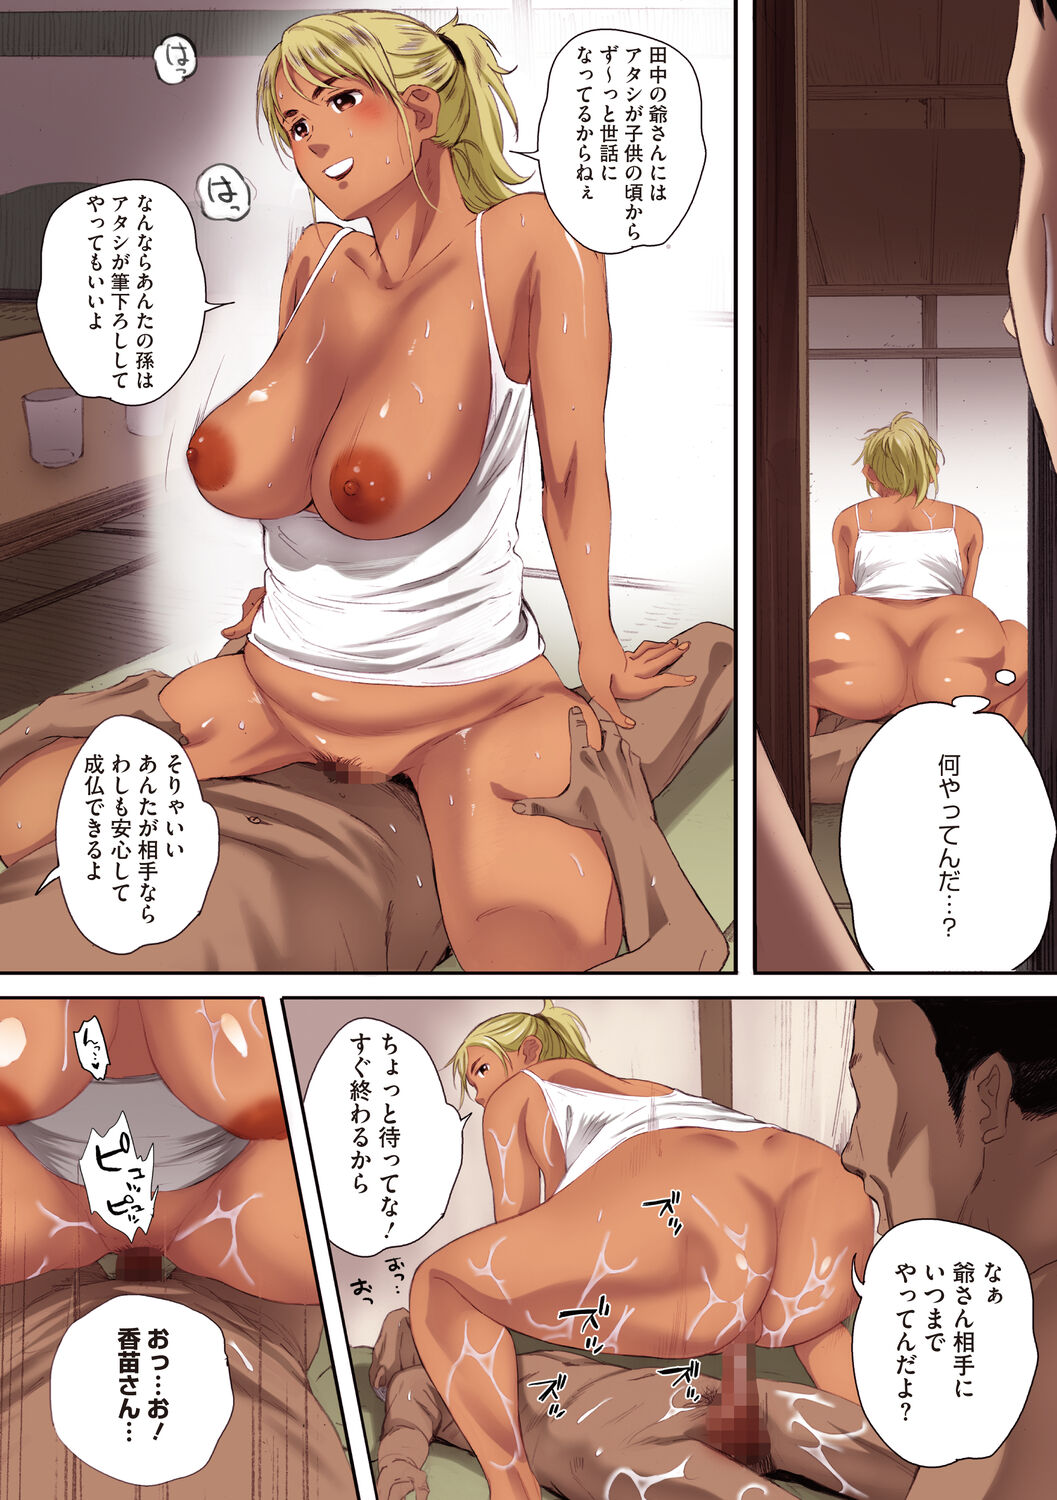 何やってんだ…?
田中の爺さんには
アタシが子供の頃から
ず〜っと世話に
なってるからねぇ
はっ
はっ
なんならあんたの孫は
アタシが筆下ろしして
やってもいいよ
そりゃいい
あんたが相手なら
わしも安心して
成仏できるよ
なぁ
爺さん相手に
いつまで
やってんだよ?
ちょっと待ってな!
すぐ終わるから
ズッ
ズッ
ズッ
おっ…
おっ
んっ…♥
ピュッ
ピュッ
おっ…お!
香苗さん…